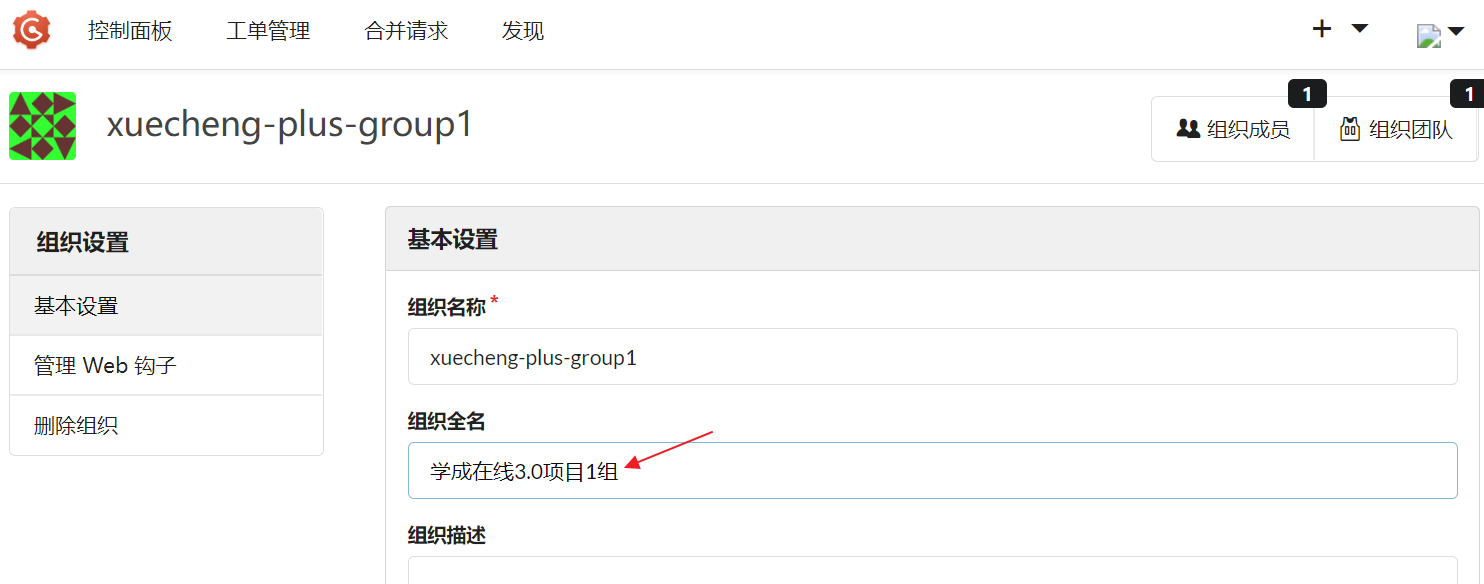 控制面板 工单管理 合并请求 发现
xuecheng-plus-group1
1
组织成员
1
组织团队
组织设置
基本设置
管理 Web 钩子
删除组织
基本设置
组织名称*
xuecheng-plus-group1
组织全名
学成在线3.0项目1组
组织描述